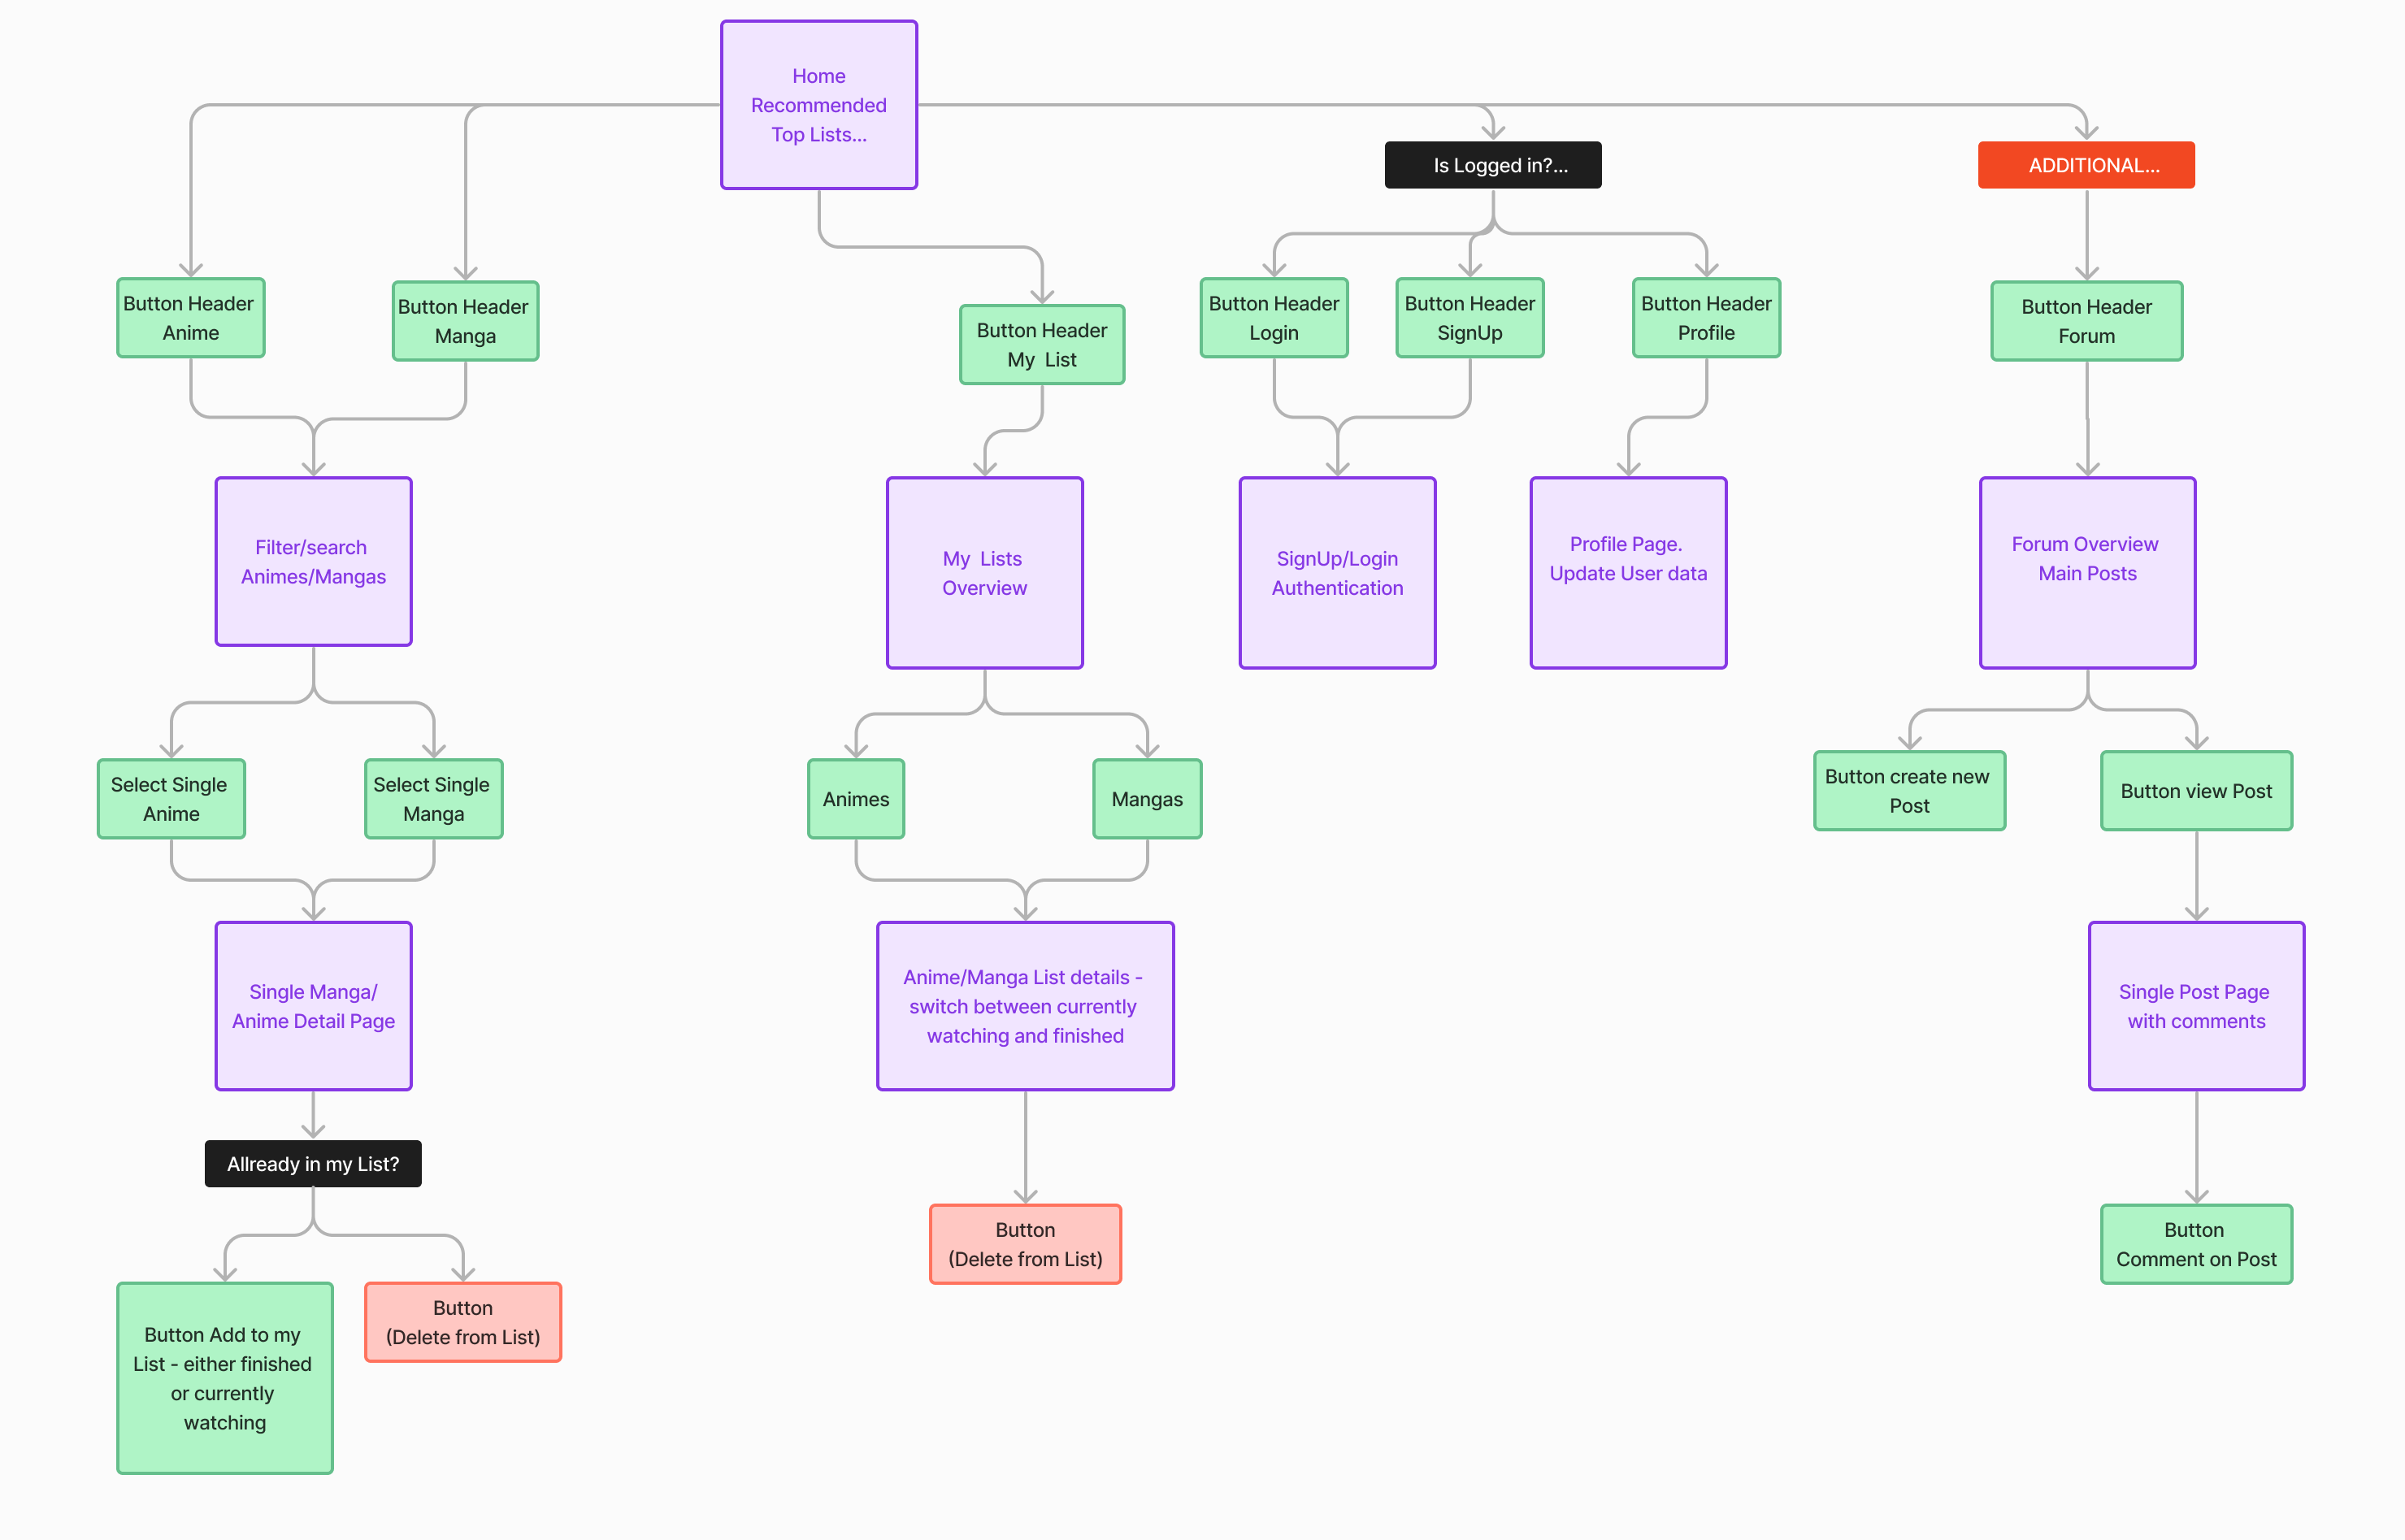 Home
Recommended
Top Lists...
Is Logged in?...
ADDITIONAL...
Button Header
Anime
Button Header
Manga
Button Header
My  List
Button Header
Login
Button Header
SignUp
Button Header
Profile
Button Header
Forum
Filter/search
Animes/Mangas
My  Lists
Overview
SignUp/Login
Authentication
Profile Page.
Update User data
Forum Overview
Main Posts
Select Single
Anime
Select Single
Manga
Animes
Mangas
Button create new
Post
Button view Post
Single Manga/
Anime Detail Page
Anime/Manga List details -
switch between currently
watching and finished
Single Post Page
with comments
Allready in my List?
Button
(Delete from List)
Button
Comment on Post
Button Add to my
List - either finished
or currently
watching
Button
(Delete from List)